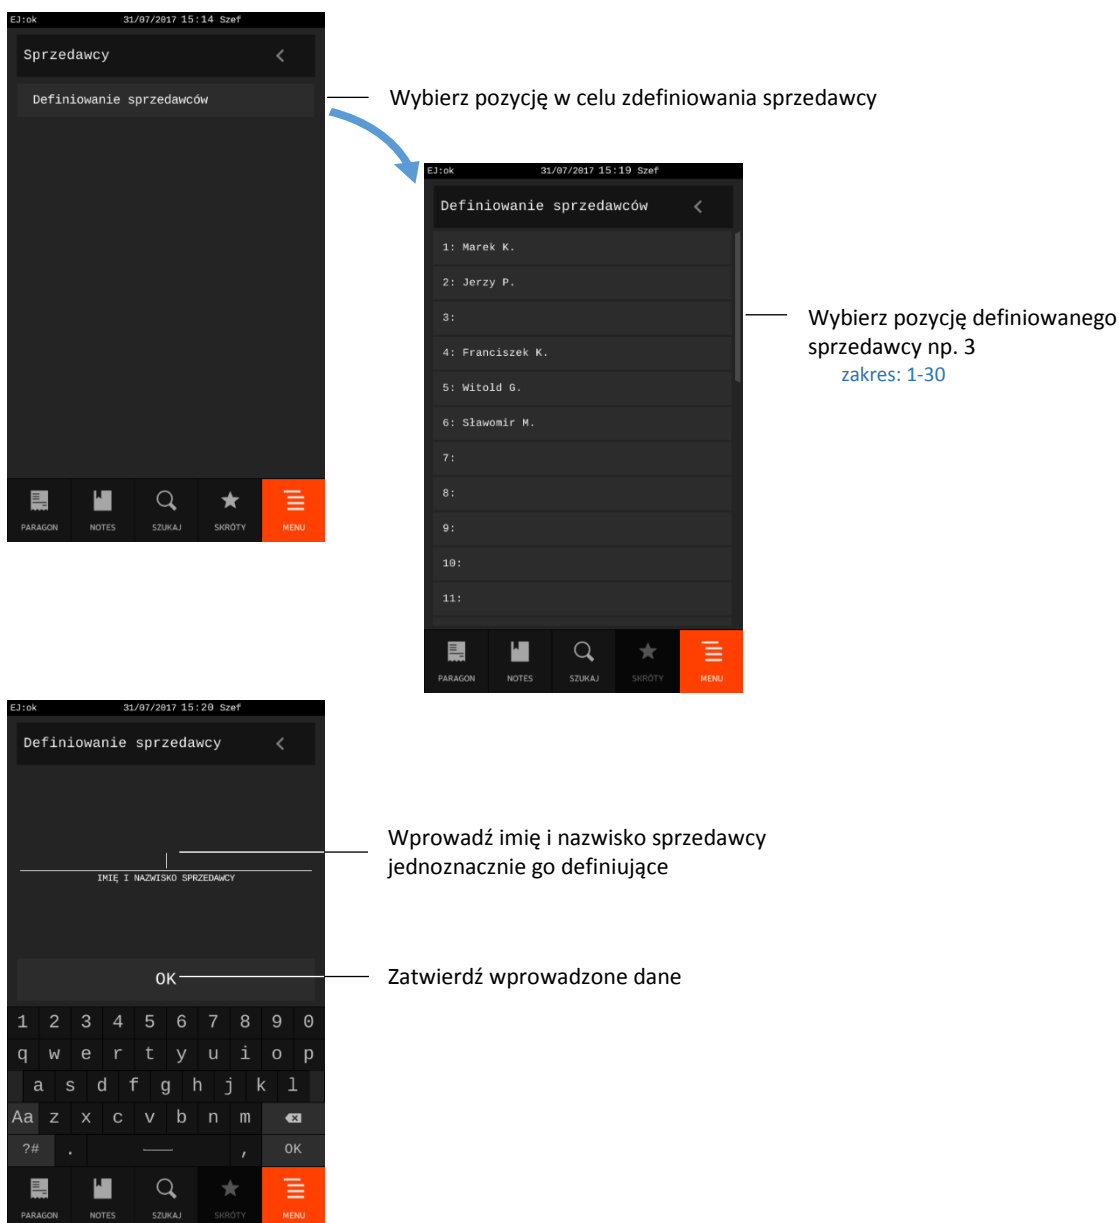 EJ:ok 31/07/2017 15:14 Szef
Sprzedawcy
Definiowanie sprzedawców
Wybierz pozycję w celu zdefiniowania sprzedawcy
PARAGON NOTES SZUKAJ SKRÓTY MENU
EJ:ok 31/07/2017 15:19 Szef
Definiowanie sprzedawców
1: Marek K.
2: Jerzy P.
3:
4: Franciszek K.
5: Witold G.
6: Sławomir M.
7:
8:
9:
10:
11:
PARAGON NOTES SZUKAJ SKRÓTY MENU
Wybierz pozycję definiowanego
sprzedawcy np. 3
zakres: 1-30
EJ:ok 31/07/2017 15:20 Szef
Definiowanie sprzedawcy
IMIĘ I NAZWISKO SPRZEDAWCY
Wprowadź imię i nazwisko sprzedawcy
jednoznacznie go definiujące
OK
Zatwierdź wprowadzone dane
1 2 3 4 5 6 7 8 9 0
q w e r t y u i o p
a s d f g h j k l
Aa z x c v b n m
?# . , OK
PARAGON NOTES SZUKAJ SKRÓTY MENU